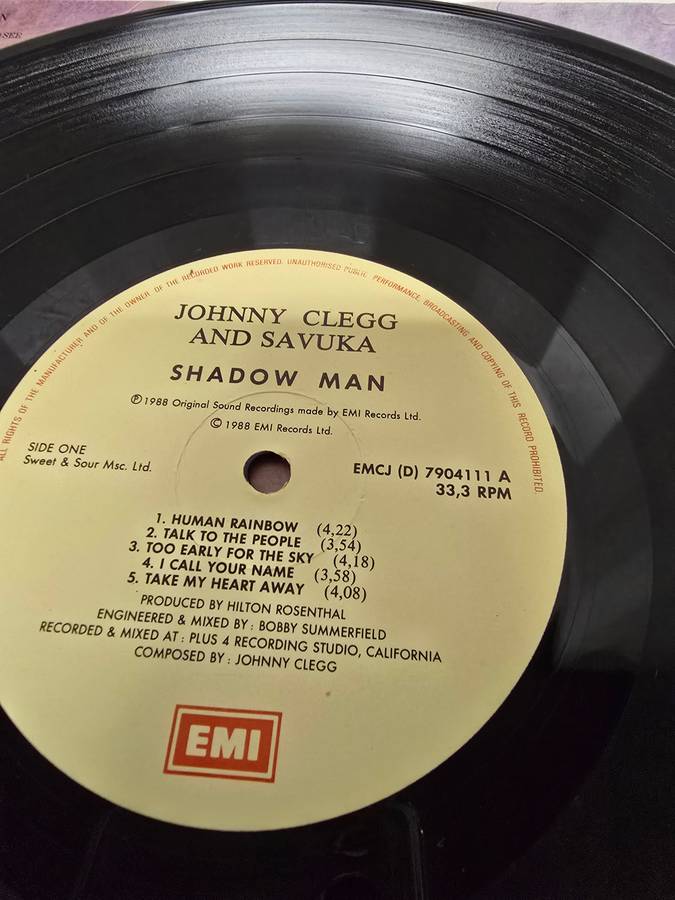 N
OSEE
ALL RIGHTS OF THE MANUFACTURER AND OF THE OWNER OF THE RECORDED WORK RESERVED. UNAUTHORISED PUBLIC PERFORMANCE, BROADCASTING AND COPYING OF THIS RECORD PROHIBITED.
JOHNNY CLEGG
AND SAVUKA
SHADOW MAN
℗ 1988 Original Sound Recordings made by EMI Records Ltd.
© 1988 EMI Records Ltd.
SIDE ONE
Sweet & Sour Msc. Ltd.
EMCJ (D) 7904111 A
33,3 RPM
1. HUMAN RAINBOW (4,22)
2. TALK TO THE PEOPLE (3,54)
3. TOO EARLY FOR THE SKY (4,18)
4. I CALL YOUR NAME (3,58)
5. TAKE MY HEART AWAY (4,08)
PRODUCED BY HILTON ROSENTHAL
ENGINEERED & MIXED BY : BOBBY SUMMERFIELD
RECORDED & MIXED AT : PLUS 4 RECORDING STUDIO, CALIFORNIA
COMPOSED BY : JOHNNY CLEGG
EMI